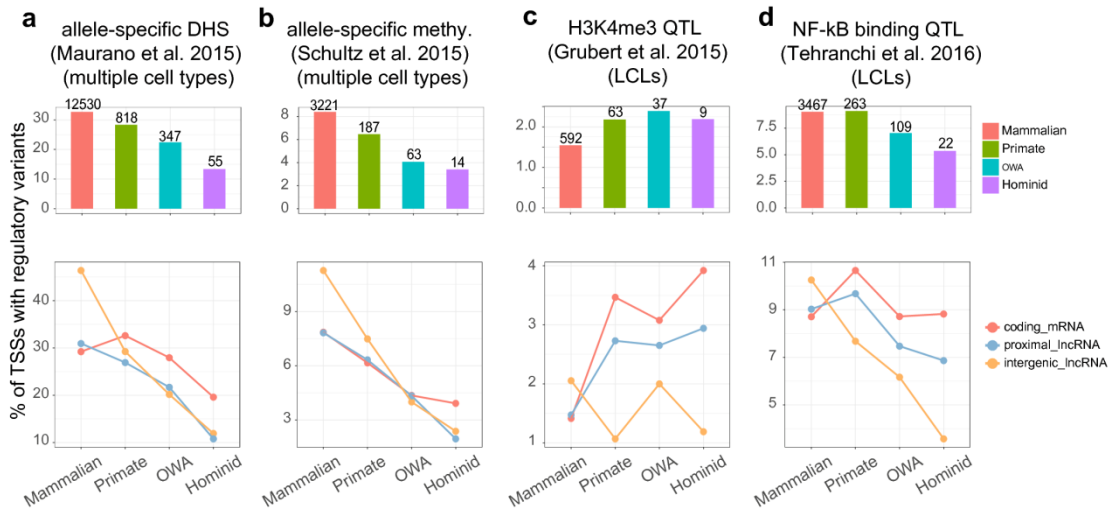 a
allele-specific DHS
(Maurano et al. 2015)
(multiple cell types)
b
allele-specific methy.
(Schultz et al. 2015)
(multiple cell types)
c
H3K4me3 QTL
(Grubert et al. 2015)
(LCLs)
d
NF-kB binding QTL
(Tehranchi et al. 2016)
(LCLs)
% of TSSs with regulatory variants
30
20
10
0
12530
818
347
55
8
6
4
2
0
3221
187
63
14
2.0
1.0
0.0
592
63
37
9
7.5
5.0
2.5
0.0
3467
263
109
22
Mammalian
Primate
OWA
Hominid
40
30
20
10
Mammalian
Primate
OWA
Hominid
9
6
3
Mammalian
Primate
OWA
Hominid
4
3
2
1
Mammalian
Primate
OWA
Hominid
11
9
7
5
Mammalian
Primate
OWA
Hominid
coding_mRNA
proximal_lncRNA
intergenic_lncRNA